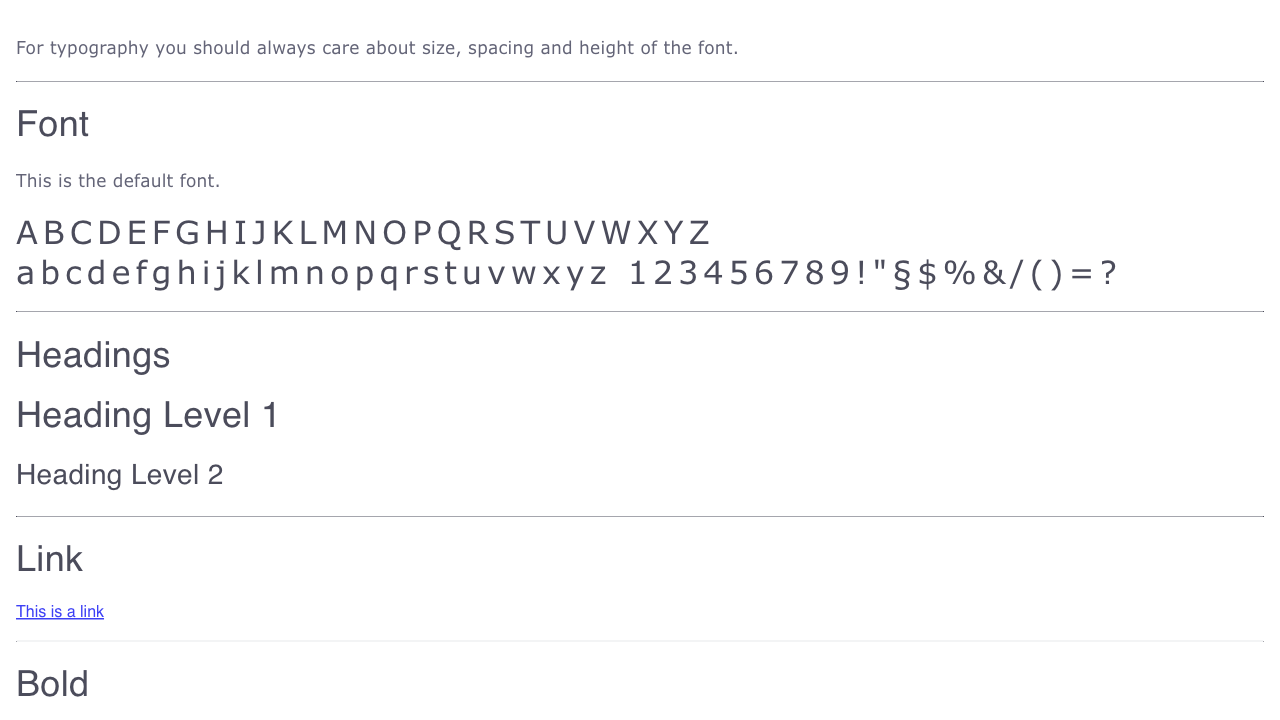 For typography you should always care about size, spacing and height of the font.
Font
This is the default font.
ABCDEFGHIJKLMNOPQRSTUVWXYZ
abcdefghijklmnopqrstuvwxyz 123456789!"§$%&/()=?
Headings
Heading Level 1
Heading Level 2
Link
This is a link
Bold